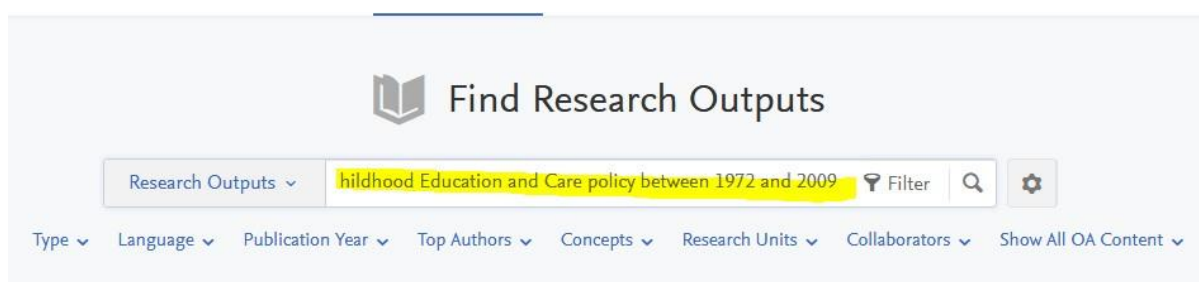 Find Research Outputs
Research Outputs hildhood Education and Care policy between 1972 and 2009 Filter
Type Language Publication Year Top Authors Concepts Research Units Collaborators Show All OA Content